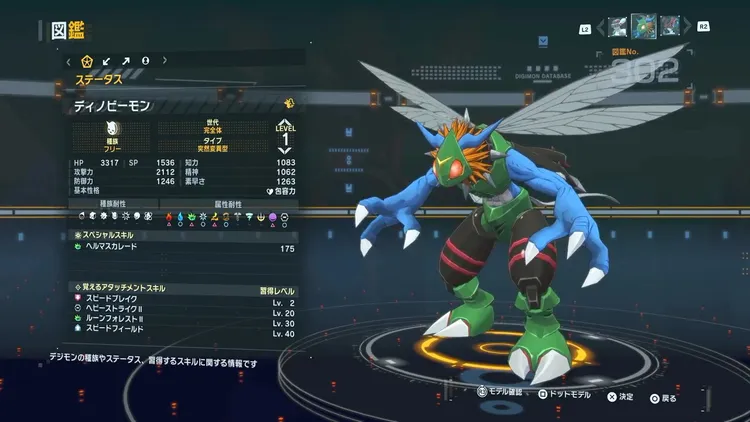 図鑑
L2
R2
図鑑No.
302
DIGIMON DATABASE
ステータス
ディノビーモン
種族
フリー
世代
完全体
タイプ
突然変異型
LEVEL
1
HP 3317 SP 1536 知力 1083
攻撃力 2112 精神 1062
防御力 1246 素早さ 1263
基本性格 包容力
種族耐性 属性耐性
スペシャルスキル
ヘルマスカレード 175
覚えるアタッチメントスキル 習得レベル
スピードブレイク Lv. 2
ヘビーストライクII Lv. 20
ルーンフォレストII Lv. 30
スピードフィールド Lv. 40
デジモンの種族やステータス、習得するスキルに関する情報です
モデル確認 ドットモデル 決定 戻る